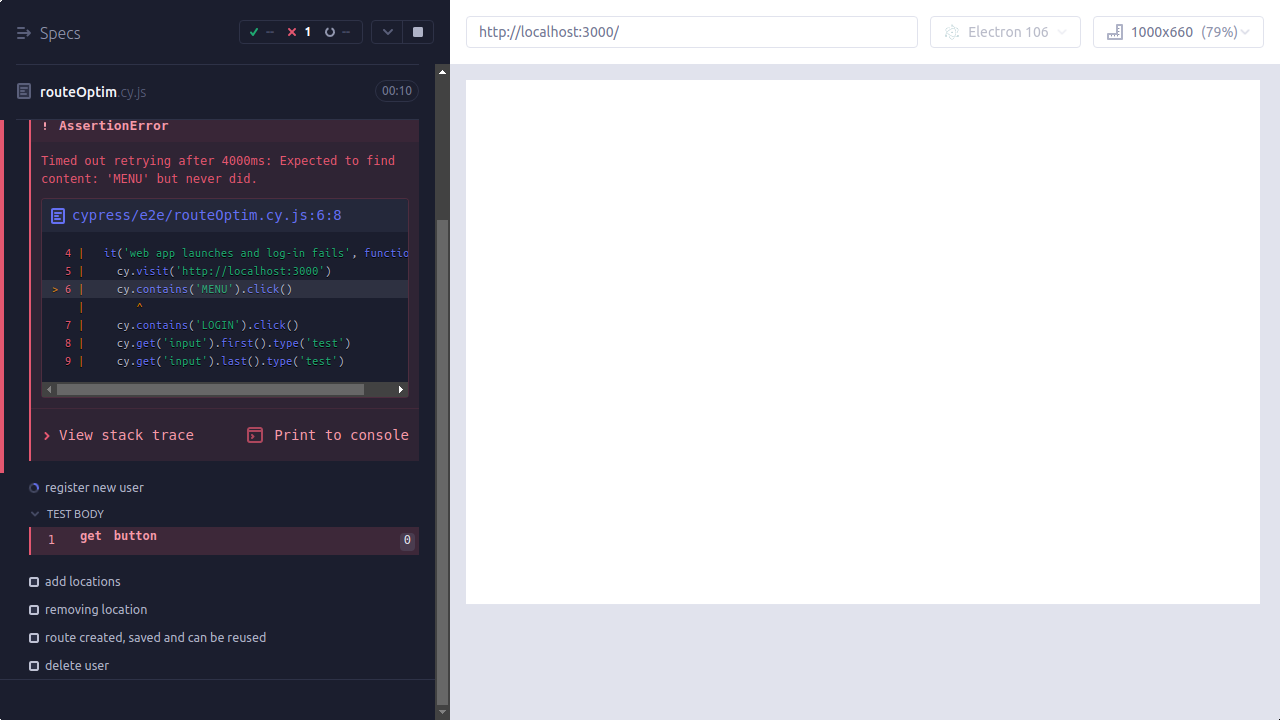 Specs
-- 1 --
http://localhost:3000/
Electron 106
1000x660 (79%)
routeOptim.cy.js
00:10
! AssertionError
Timed out retrying after 4000ms: Expected to find
content: 'MENU' but never did.
cypress/e2e/routeOptim.cy.js:6:8
4 | it('web app launches and log-in fails', functio
5 | cy.visit('http://localhost:3000')
> 6 | cy.contains('MENU').click()
| ^
7 | cy.contains('LOGIN').click()
8 | cy.get('input').first().type('test')
9 | cy.get('input').last().type('test')
View stack trace
Print to console
register new user
TEST BODY
1 get button 0
add locations
removing location
route created, saved and can be reused
delete user